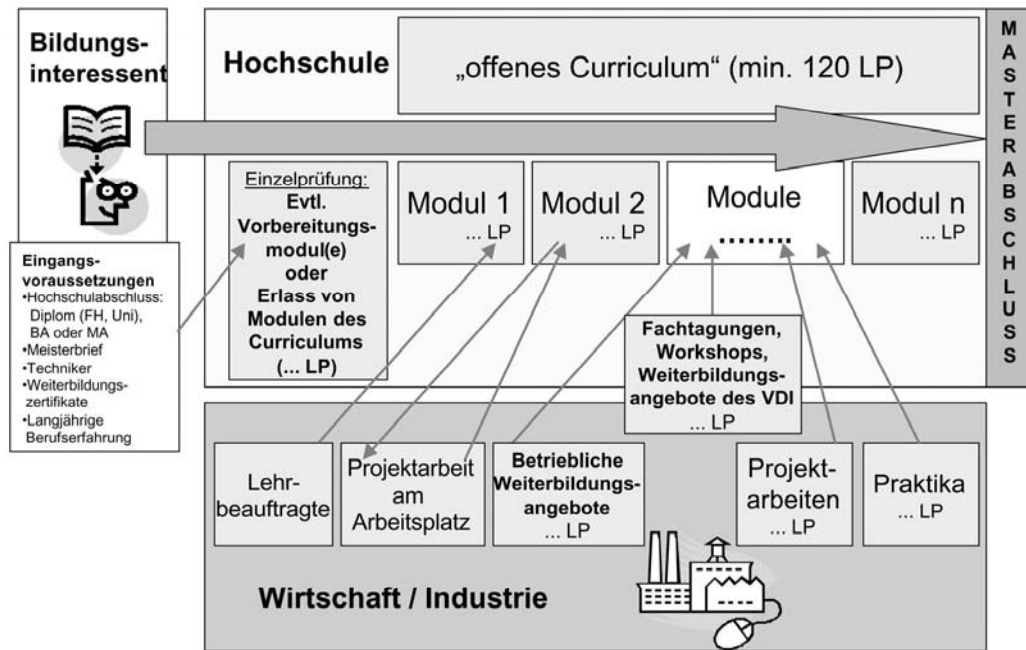 Bildungs-
interessent
Eingangs-
voraussetzungen
•Hochschulabschluss:
Diplom (FH, Uni),
BA oder MA
•Meisterbrief
•Techniker
•Weiterbildungs-
zertifikate
•Langjährige
Berufserfahrung
Hochschule
„offenes Curriculum“ (min. 120 LP)
Einzelprüfung:
Evtl.
Vorbereitungs-
modul(e)
oder
Erlass von
Modulen des
Curriculums
(... LP)
Modul 1
... LP
Modul 2
... LP
Module
........
Modul n
... LP
M
A
S
T
E
R
A
B
S
C
H
L
U
S
S
Fachtagungen,
Workshops,
Weiterbildungs-
angebote des VDI
... LP
Lehr-
beauftragte
Projektarbeit
am
Arbeitsplatz
Betriebliche
Weiterbildungs-
angebote
... LP
Projekt-
arbeiten
... LP
Praktika
... LP
Wirtschaft / Industrie